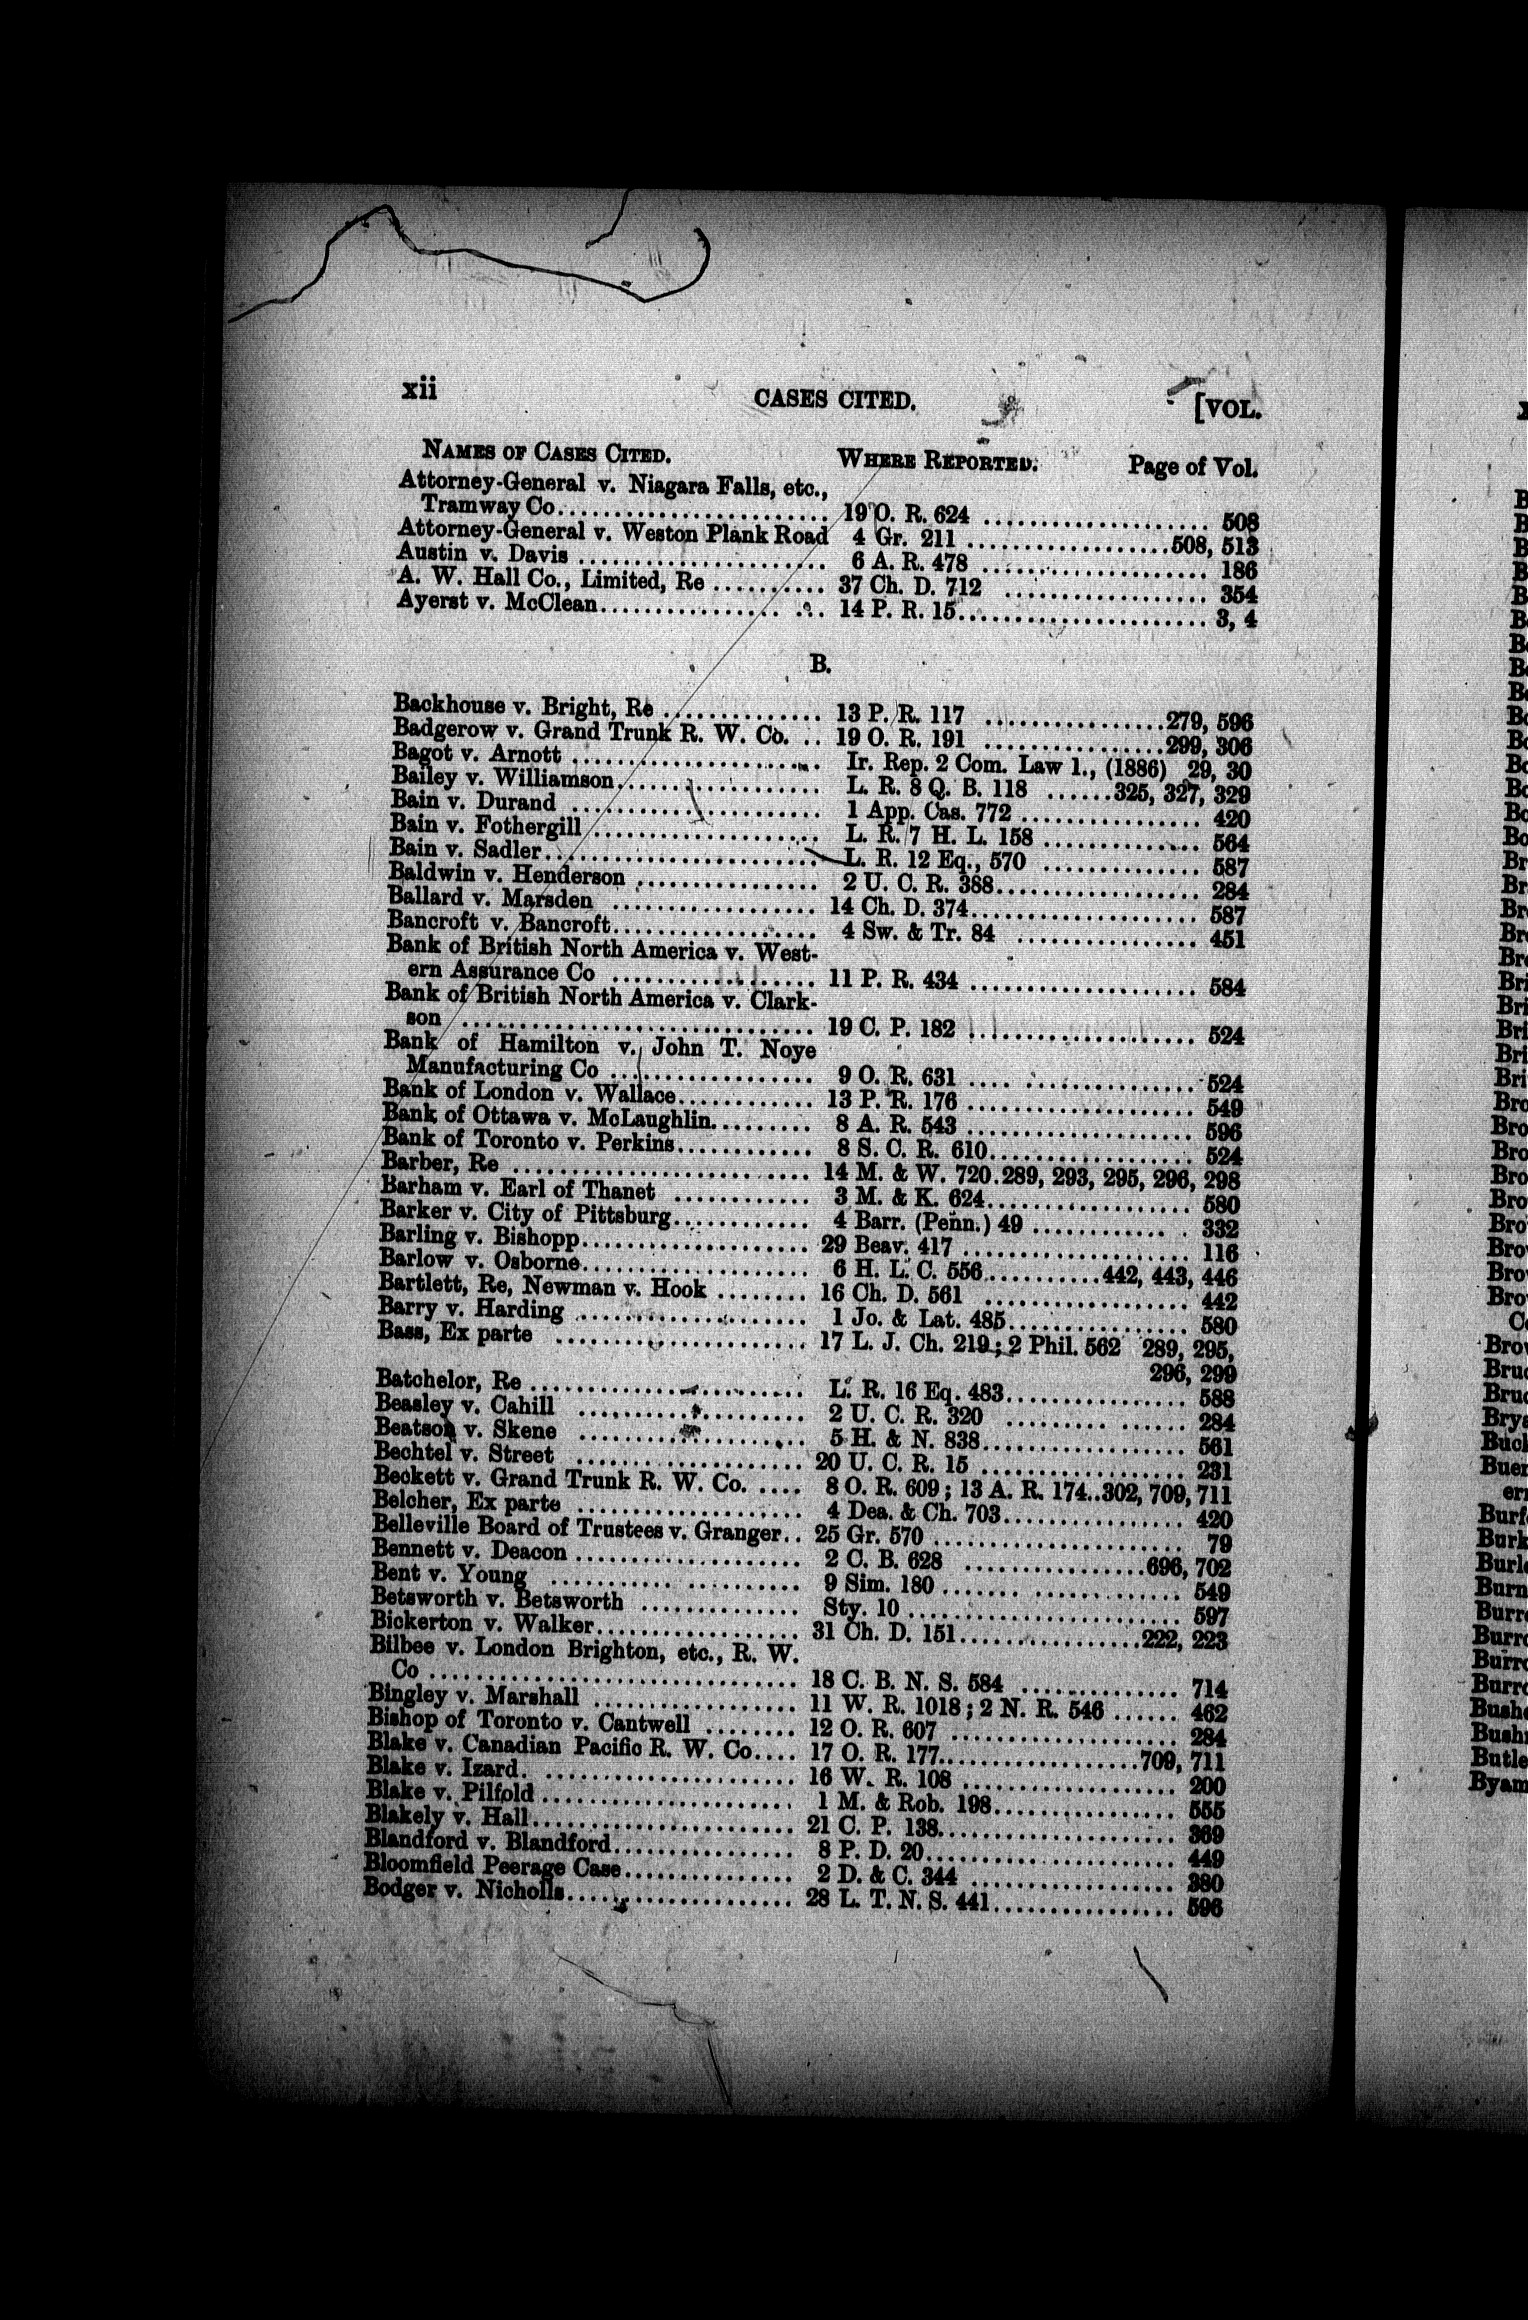 xii CASES CITED. [VOL.
NAMES OF CASES CITED. WHERE REPORTED. Page of Vol.
Attorney-General v. Niagara Falls, etc.,
Tramway Co........................ 19 O. R. 624 .................... 508
Attorney-General v. Weston Plank Road 4 Gr. 211 ..................508, 513
Austin v. Davis ...................... 6 A. R. 478 .................... 186
A. W. Hall Co., Limited, Re .......... 37 Ch. D. 712 .................. 354
Ayerst v. McClean.................... 14 P. R. 15...................... 3, 4
B.
Backhouse v. Bright, Re .............. 13 P. R. 117 ................279, 596
Badgerow v. Grand Trunk R. W. Co. .. 19 O. R. 191 ................299, 306
Bagot v. Arnott ...................... Ir. Rep. 2 Com. Law 1., (1886) 29, 30
Bailey v. Williamson.................. L. R. 8 Q. B. 118 ......325, 327, 329
Bain v. Durand ...................... 1 App. Cas. 772 ................ 420
Bain v. Fothergill .................... L. R. 7 H. L. 158 .............. 564
Bain v. Sadler........................ L. R. 12 Eq., 570 .............. 587
Baldwin v. Henderson ................ 2 U. C. R. 388.................. 284
Ballard v. Marsden .................. 14 Ch. D. 374.................... 587
Bancroft v. Bancroft.................. 4 Sw. & Tr. 84 ................ 451
Bank of British North America v. West-
ern Assurance Co .................. 11 P. R. 434 .................... 584
Bank of British North America v. Clark-
son .............................. 19 C. P. 182 .................... 524
Bank of Hamilton v. John T. Noye
Manufacturing Co .................. 9 O. R. 631 .................... 524
Bank of London v. Wallace............ 13 P. R. 176 .................... 549
Bank of Ottawa v. McLaughlin......... 8 A. R. 543 .................... 596
Bank of Toronto v. Perkins............ 8 S. C. R. 610.................. 524
Barber, Re .......................... 14 M. & W. 720.289, 293, 295, 296, 298
Barham v. Earl of Thanet ............ 3 M. & K. 624.................. 580
Barker v. City of Pittsburg............ 4 Barr. (Penn.) 49 .............. 332
Barling v. Bishopp.................... 29 Beav. 417 .................... 116
Barlow v. Osborne.................... 6 H. L. C. 556..........442, 443, 446
Bartlett, Re, Newman v. Hook ........ 16 Ch. D. 561 .................. 442
Barry v. Harding .................... 1 Jo. & Lat. 485................ 580
Bass, Ex parte ...................... 17 L. J. Ch. 219; 2 Phil. 562 289, 295,
296, 299
Batchelor, Re ........................ L. R. 16 Eq. 483................ 588
Beasley v. Cahill .................... 2 U. C. R. 320 ................ 284
Beatson v. Skene .................... 5 H. & N. 838.................. 561
Bechtel v. Street .................... 20 U. C. R. 15 .................. 231
Beckett v. Grand Trunk R. W. Co. .... 8 O. R. 609; 13 A. R. 174..302, 709, 711
Belcher, Ex parte .................... 4 Dea. & Ch. 703................ 420
Belleville Board of Trustees v. Granger.. 25 Gr. 570 ...................... 79
Bennett v. Deacon .................... 2 C. B. 628 ................696, 702
Bent v. Young ...................... 9 Sim. 180 .................... 549
Betsworth v. Betsworth .............. Sty. 10 ........................ 597
Bickerton v. Walker.................. 31 Ch. D. 151................222, 223
Bilbee v. London Brighton, etc., R. W.
Co ................................ 18 C. B. N. S. 584 .............. 714
Bingley v. Marshall .................. 11 W. R. 1018; 2 N. R. 546 ...... 462
Bishop of Toronto v. Cantwell ........ 12 O. R. 607 .................... 284
Blake v. Canadian Pacific R. W. Co.... 17 O. R. 177..................709, 711
Blake v. Izard. ...................... 16 W. R. 108 .................... 200
Blake v. Pilfold ...................... 1 M. & Rob. 198................ 555
Blakely v. Hall........................ 21 C. P. 138...................... 369
Blandford v. Blandford................ 8 P. D. 20...................... 449
Bloomfield Peerage Case............... 2 D. & C. 344 .................. 380
Bodger v. Nicholls.................... 28 L. T. N. S. 441................ 596